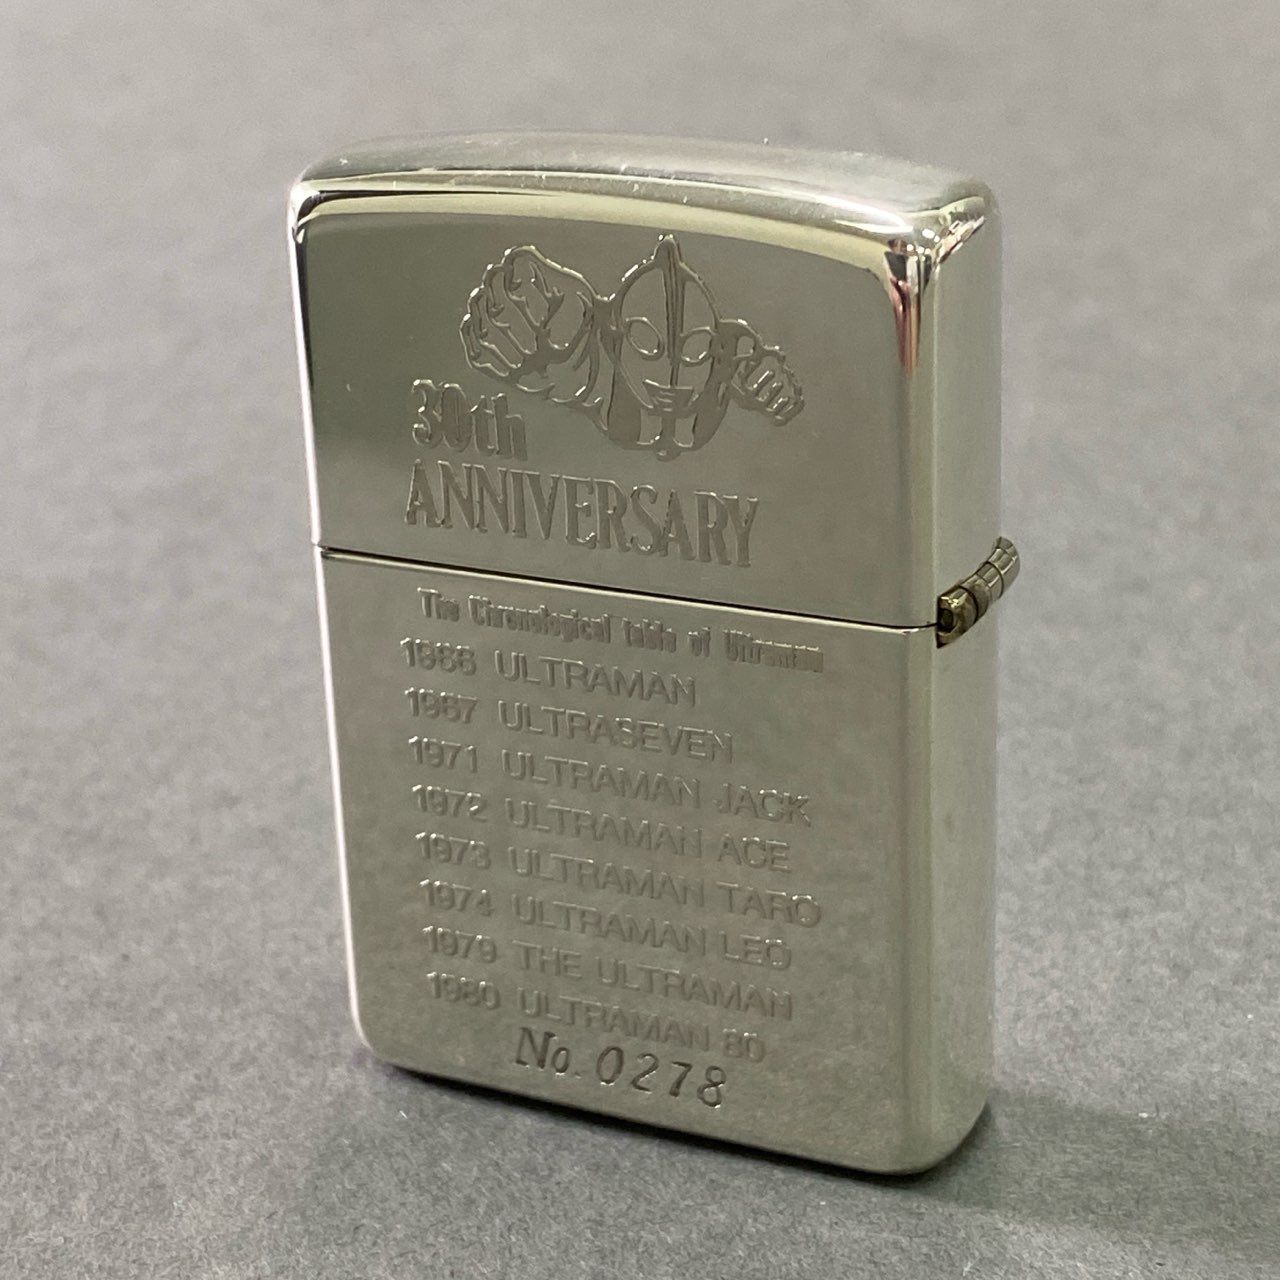 30th
ANNIVERSARY
The Chronological table of Ultraman
1966 ULTRAMAN
1967 ULTRASEVEN
1971 ULTRAMAN JACK
1972 ULTRAMAN ACE
1973 ULTRAMAN TARO
1974 ULTRAMAN LEO
1979 THE ULTRAMAN
1980 ULTRAMAN 80
No. 0278